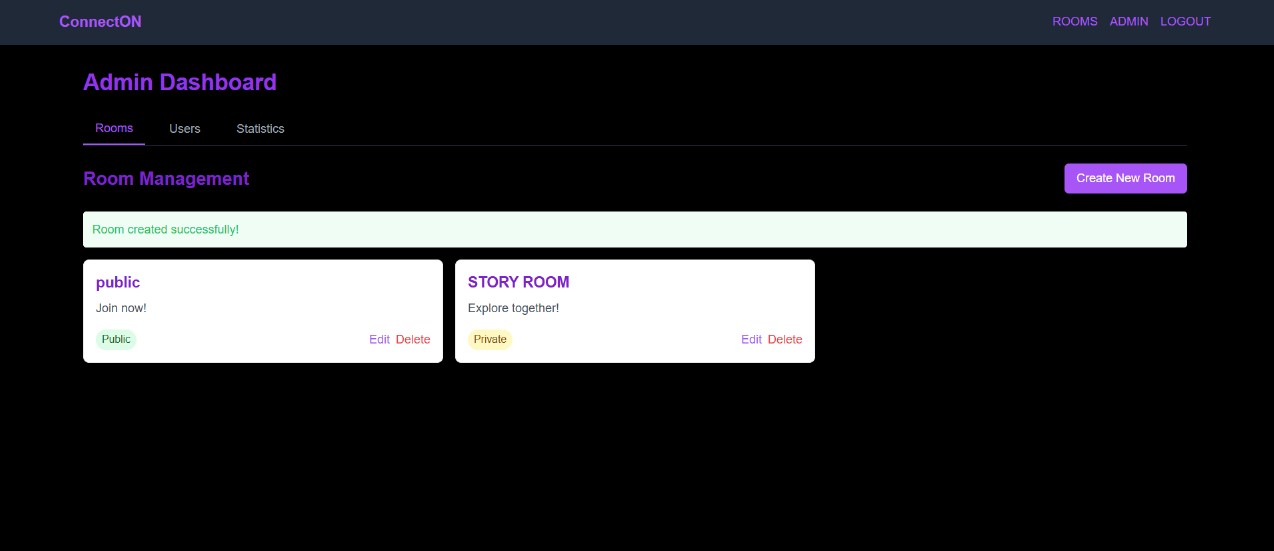 ConnectON
ROOMS ADMIN LOGOUT
Admin Dashboard
Rooms Users Statistics
Room Management
Create New Room
Room created successfully!
public
Join now!
Public
Edit Delete
STORY ROOM
Explore together!
Private
Edit Delete